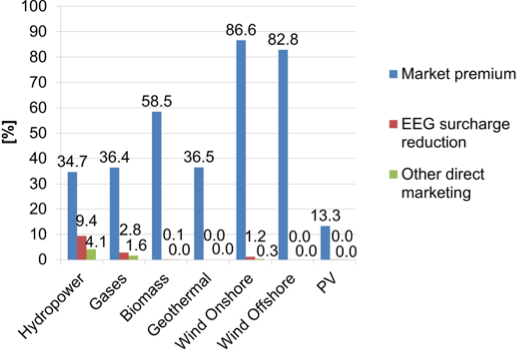 100
90
80
70
60
50
40
30
20
10
0
[%]
34.7
9.4
4.1
36.4
2.8
1.6
58.5
0.1
0.0
36.5
0.0
0.0
86.6
1.2
0.3
82.8
0.0
0.0
13.3
0.0
0.0
Hydropower
Gases
Biomass
Geothermal
Wind Onshore
Wind Offshore
PV
Market premium
EEG surcharge
reduction
Other direct
marketing